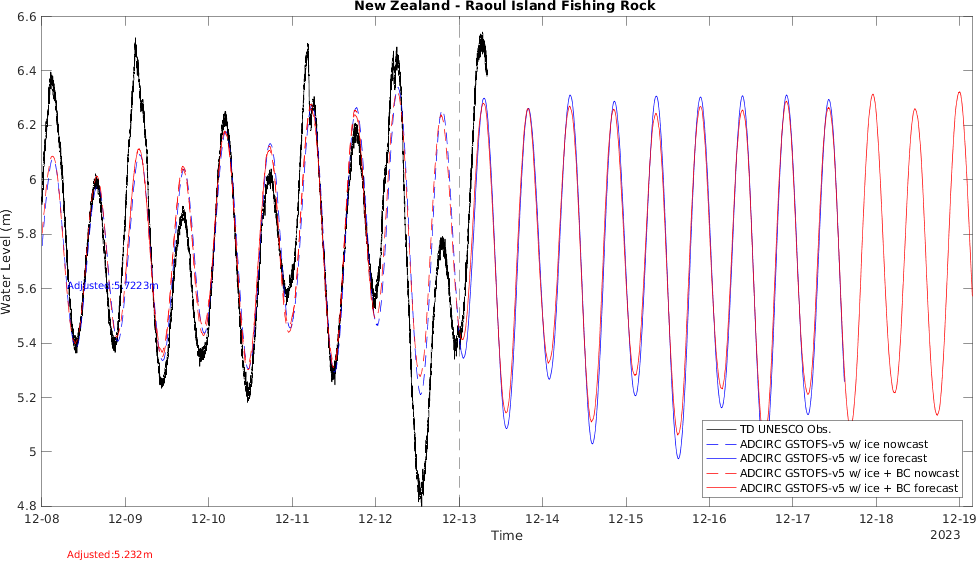 New Zealand - Raoul Island Fishing Rock
6.6
6.4
6.2
6
5.8
5.6
5.4
5.2
5
4.8
Water Level (m)
Adjusted:5.7223m
TD UNESCO Obs.
ADCIRC GSTOFS-v5 w/ ice nowcast
ADCIRC GSTOFS-v5 w/ ice forecast
ADCIRC GSTOFS-v5 w/ ice + BC nowcast
ADCIRC GSTOFS-v5 w/ ice + BC forecast
12-08 12-09 12-10 12-11 12-12 12-13 12-14 12-15 12-16 12-17 12-18 12-19
2023
Time
Adjusted:5.232m